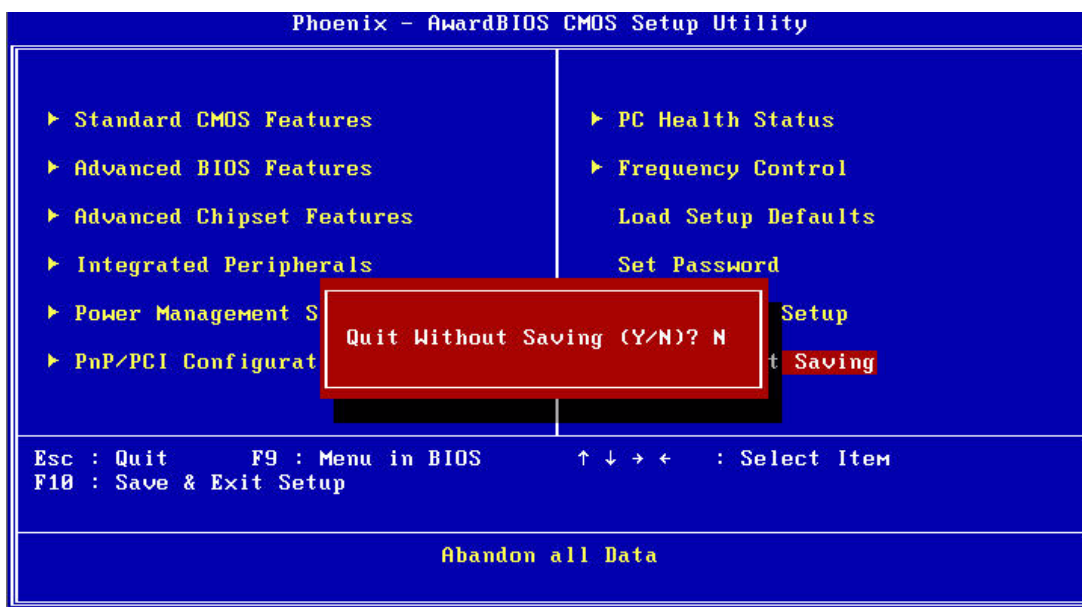 Phoenix - AwardBIOS CMOS Setup Utility
Standard CMOS Features
Advanced BIOS Features
Advanced Chipset Features
Integrated Peripherals
Power Management S
PnP/PCI Configurat
PC Health Status
Frequency Control
Load Setup Defaults
Set Password
Setup
t Saving
Quit Without Saving (Y/N)? N
Esc : Quit F9 : Menu in BIOS ↑ ↓ → ← : Select Item
F10 : Save & Exit Setup
Abandon all Data